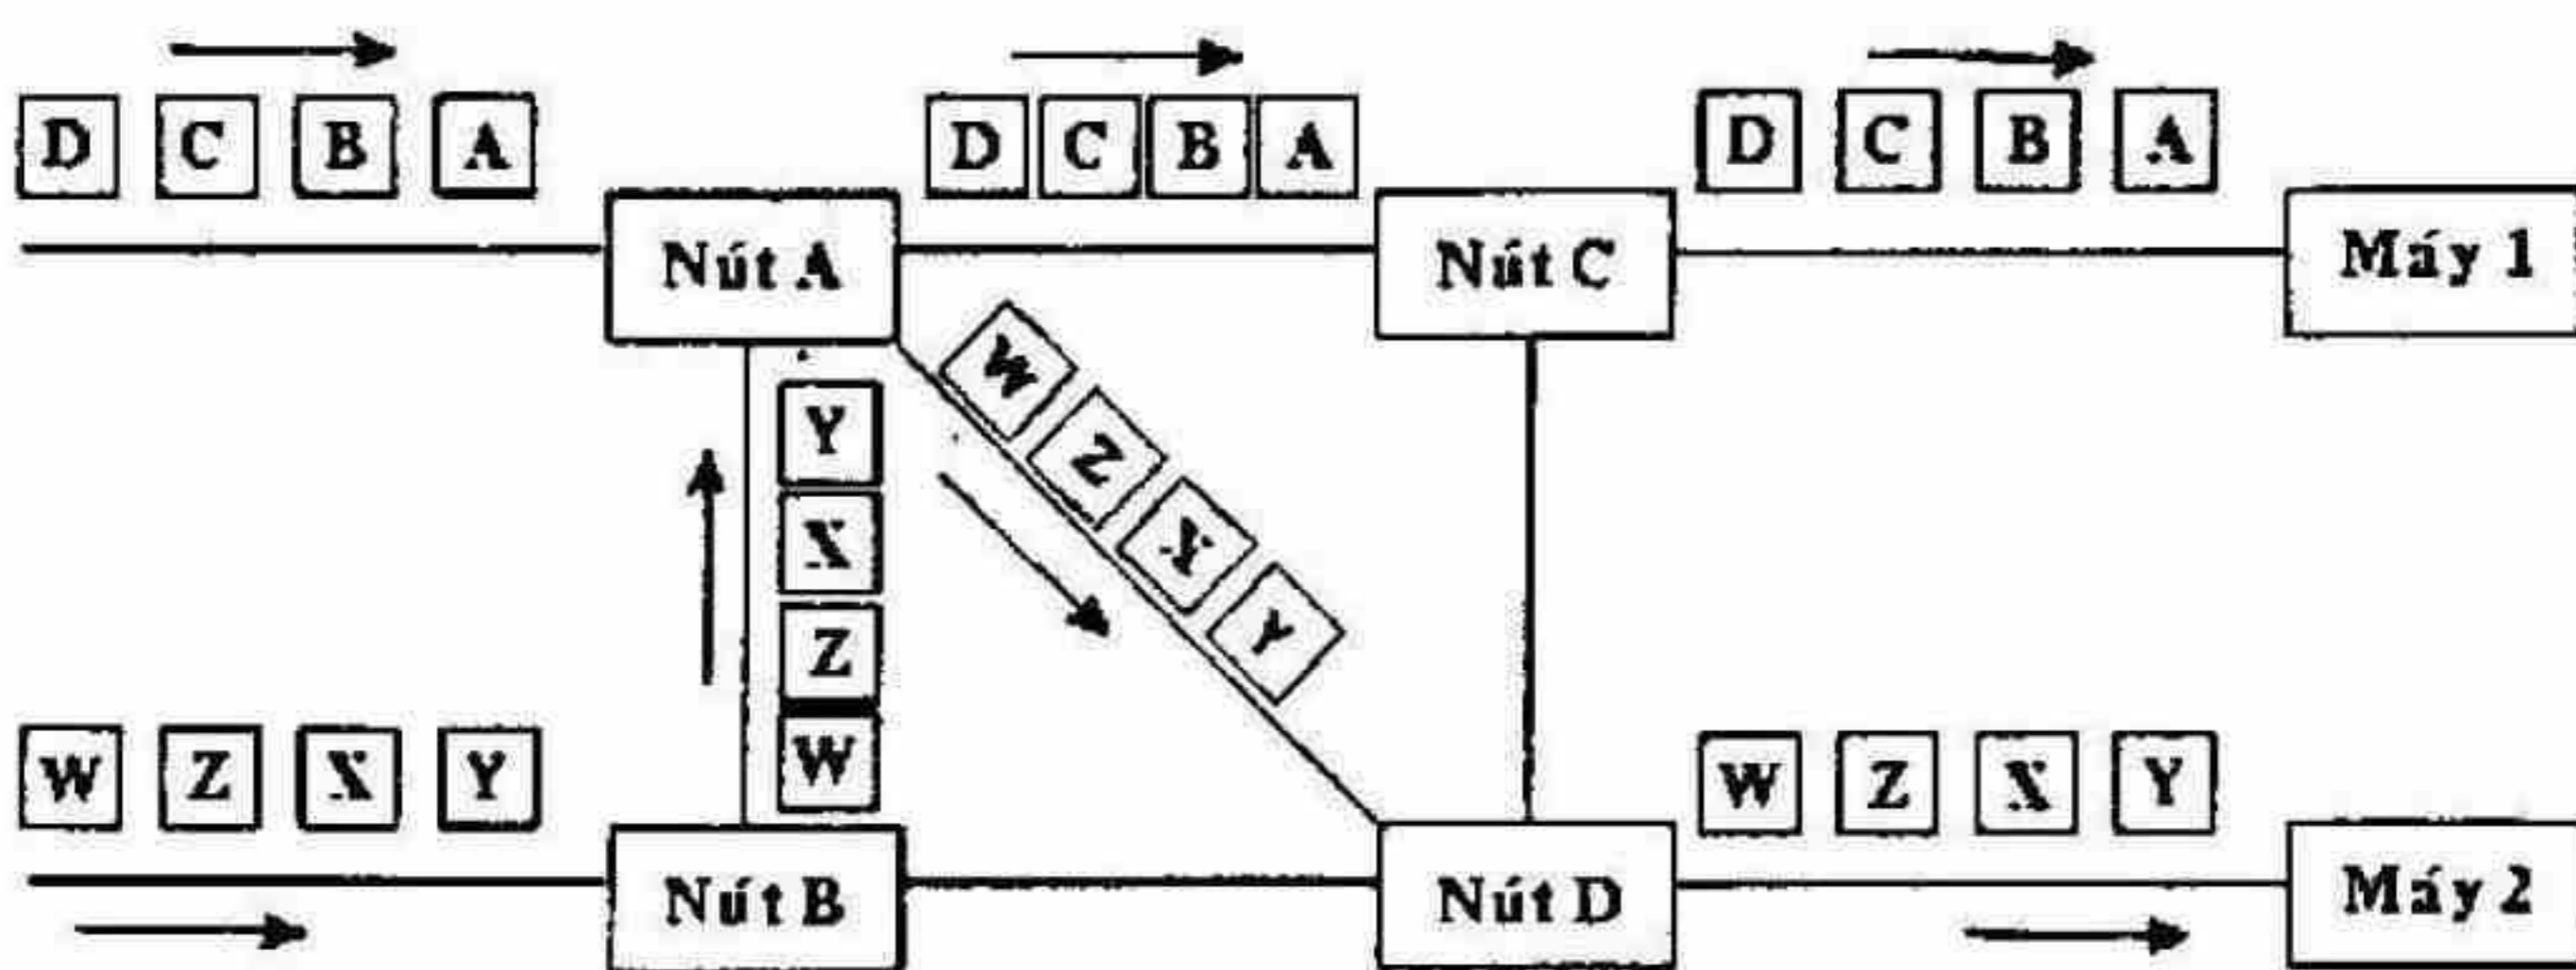 D C B A
D C B A
D C B A
Nút A
Nút C
Máy 1
Y
X
Z
W
W
Z
X
Y
W Z X Y
W Z X Y
Nút B
Nút D
Máy 2